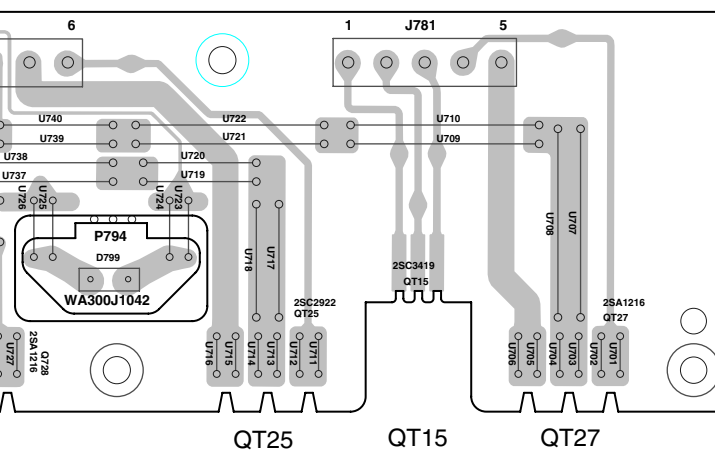 6
1
J781
5
U740
U722
U710
U739
U721
U709
U738
U720
U737
U719
U726
U725
U724
U723
P794
D799
WA300J1042
U718
U717
U708
U707
2SC3419
QT15
2SC2922
QT25
2SA1216
QT27
U727
2SA1216
Q728
U716
U715
U714
U713
U712
U711
U706
U705
U704
U703
U702
U701
QT25
QT15
QT27